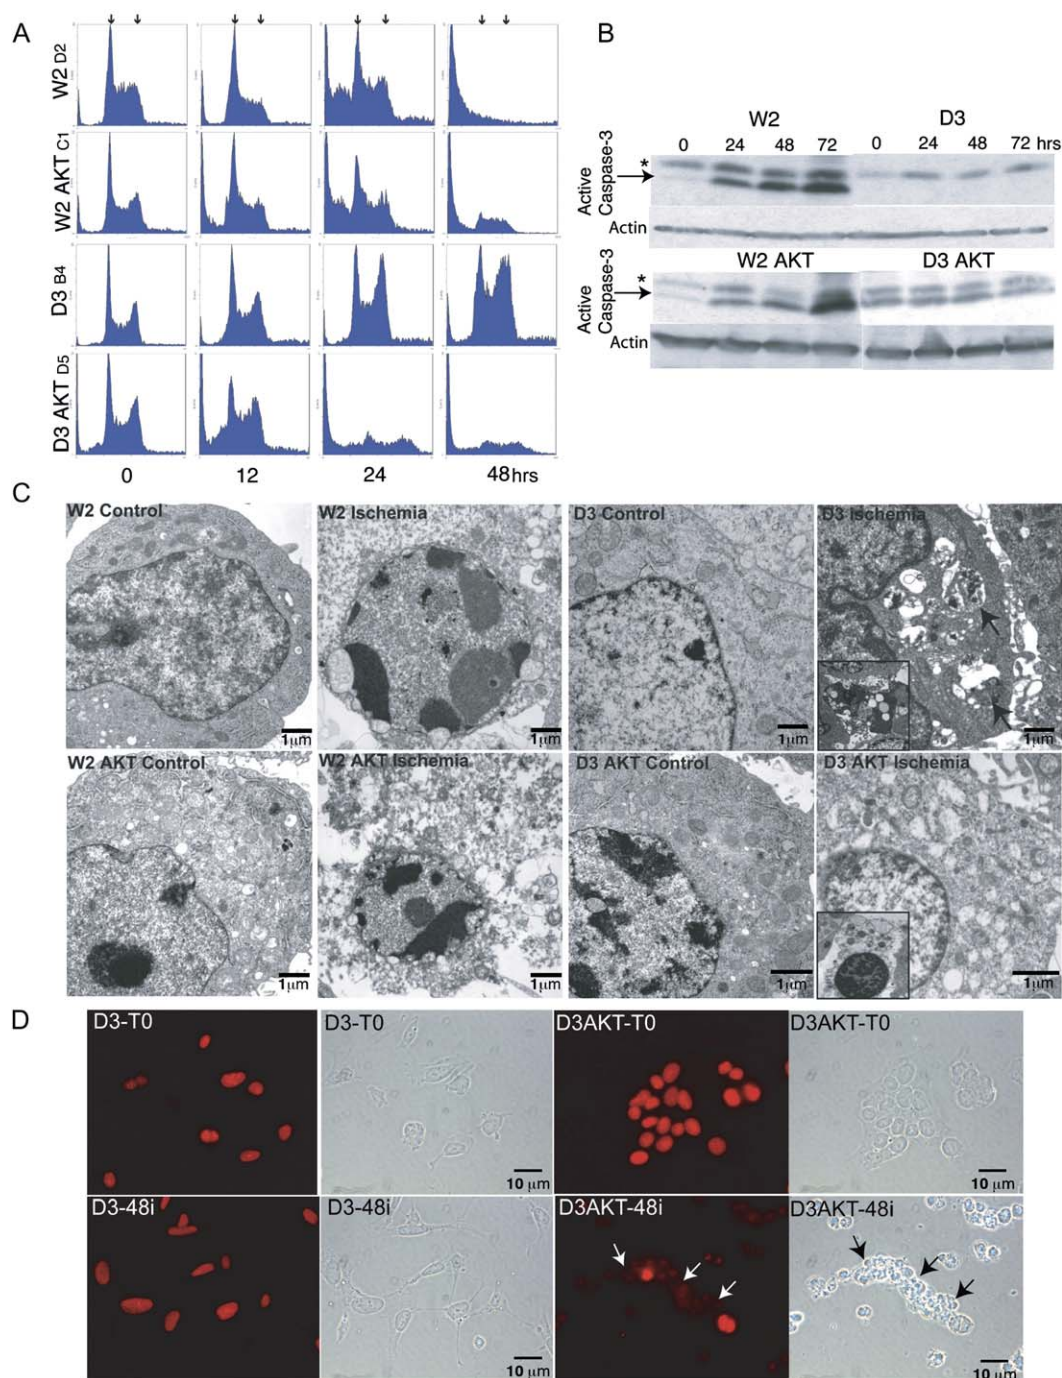 A
W2 D2
W2 AKT C1
D3 B4
D3 AKT D5
0 12 24 48hrs
B
W2 D3
0 24 48 72 0 24 48 72 hrs
Active Caspase-3
*
Actin
W2 AKT D3 AKT
Active Caspase-3
*
Actin
C
W2 Control W2 Ischemia D3 Control D3 Ischemia
1μm 1μm 1μm 1μm
W2 AKT Control W2 AKT Ischemia D3 AKT Control D3 AKT Ischemia
1μm 1μm 1μm 1μm
D
D3-T0 D3-T0 D3AKT-T0 D3AKT-T0
10 μm 10 μm
D3-48i D3-48i D3AKT-48i D3AKT-48i
10 μm 10 μm